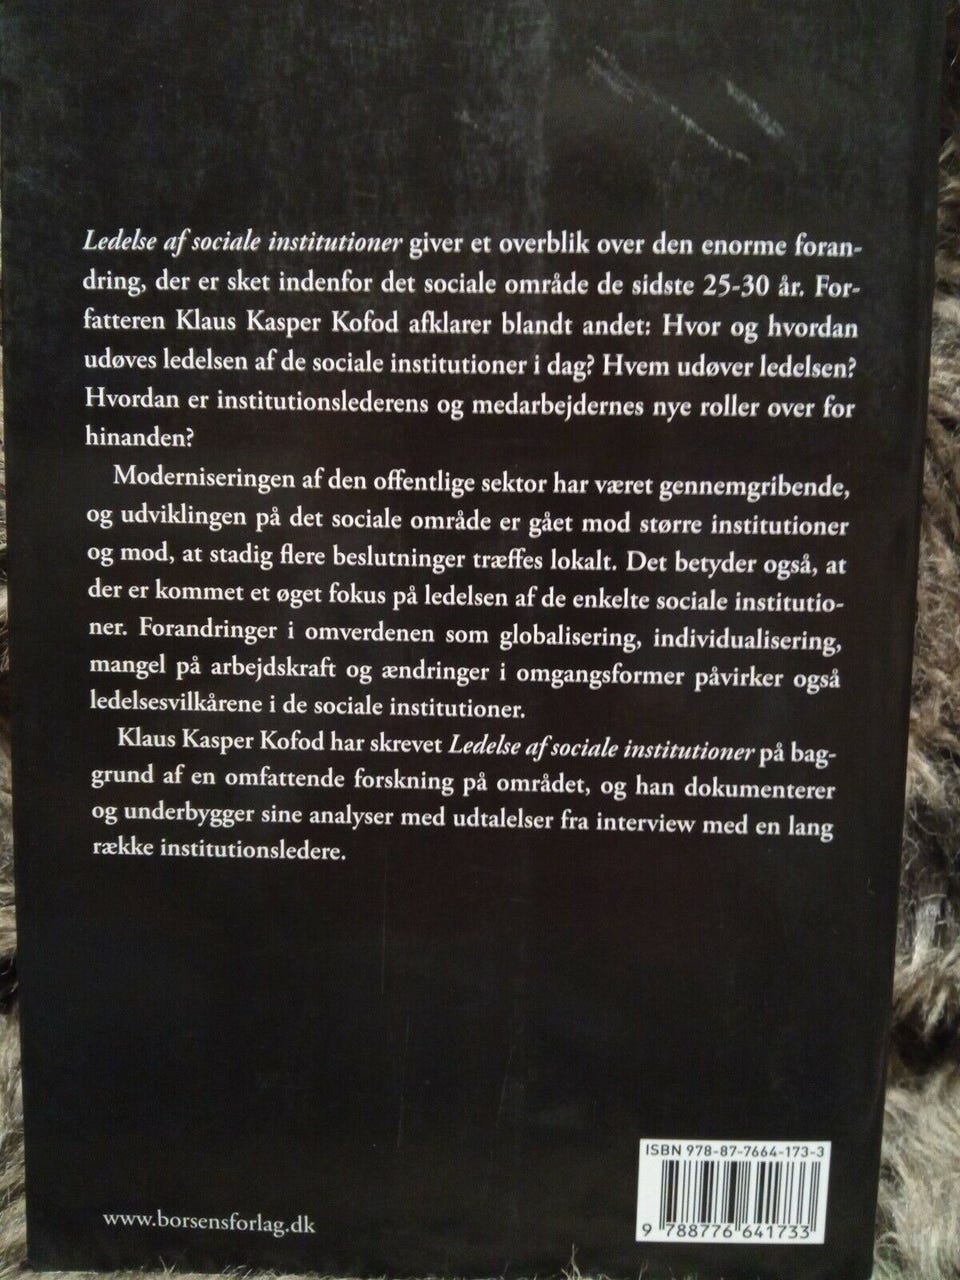 Ledelse af sociale institutioner giver et overblik over den enorme foran-
dring, der er sket indenfor det sociale område de sidste 25-30 år. For-
fatteren Klaus Kasper Kofod afklarer blandt andet: Hvor og hvordan
udøves ledelsen af de sociale institutioner i dag? Hvem udøver ledelsen?
Hvordan er institutionslederens og medarbejdernes nye roller over for
hinanden?
Moderniseringen af den offentlige sektor har været gennemgribende,
og udviklingen på det sociale område er gået mod større institutioner
og mod, at stadig flere beslutninger træffes lokalt. Det betyder også, at
der er kommet et øget fokus på ledelsen af de enkelte sociale institutio-
ner. Forandringer i omverdenen som globalisering, individualisering,
mangel på arbejdskraft og ændringer i omgangsformer påvirker også
ledelsesvilkårene i de sociale institutioner.
Klaus Kasper Kofod har skrevet Ledelse af sociale institutioner på bag-
grund af en omfattende forskning på området, og han dokumenterer
og underbygger sine analyser med udtalelser fra interview med en lang
række institutionsledere.
ISBN 978-87-7664-173-3
9 788776 641733
www.borsensforlag.dk